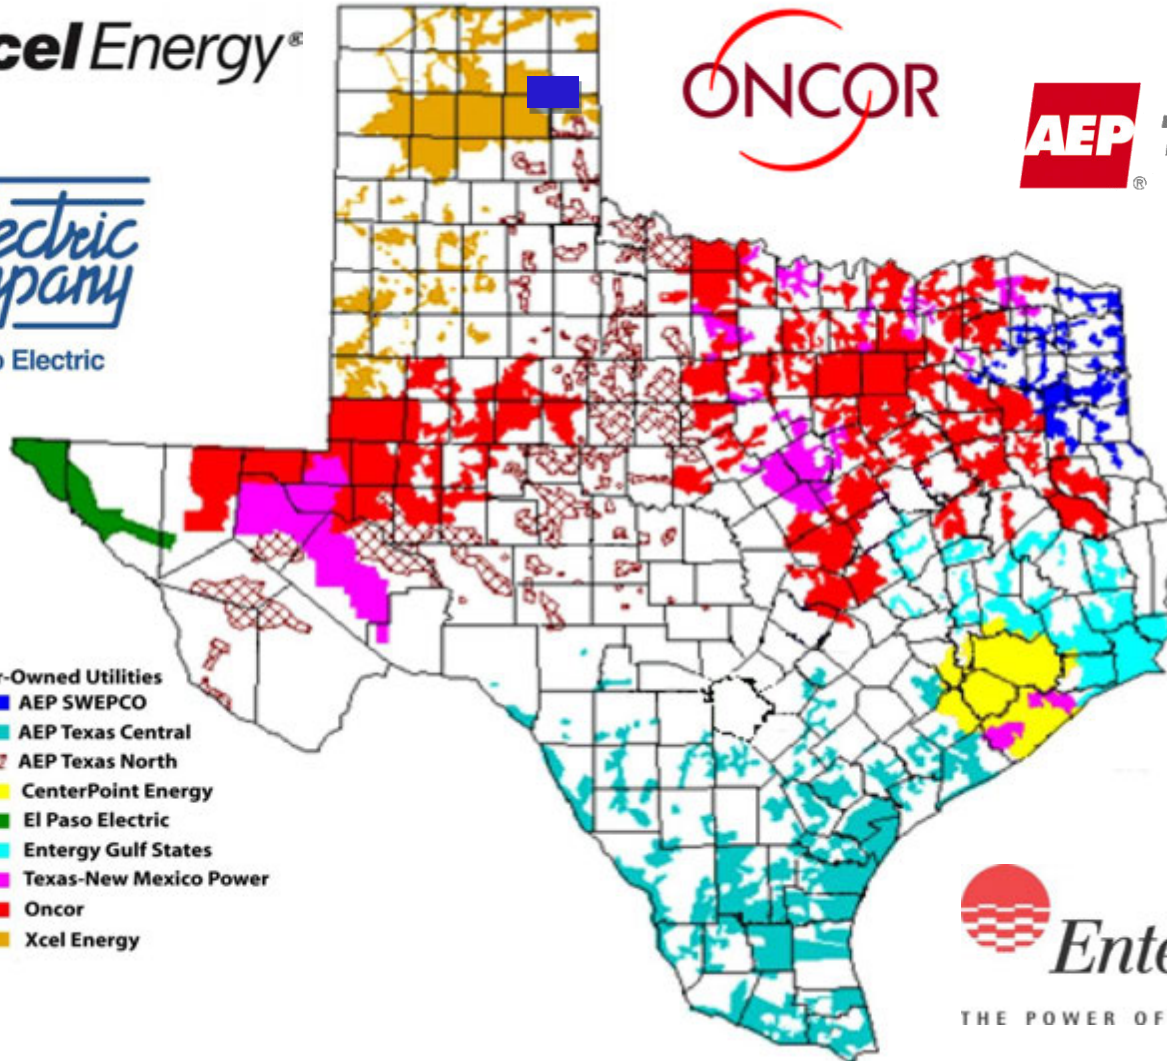 cel Energy®
ONCOR
AEP
®
ectric
mpany
o Electric
r-Owned Utilities
AEP SWEPCO
AEP Texas Central
AEP Texas North
CenterPoint Energy
El Paso Electric
Entergy Gulf States
Texas-New Mexico Power
Oncor
Xcel Energy
Ente
THE POWER OF